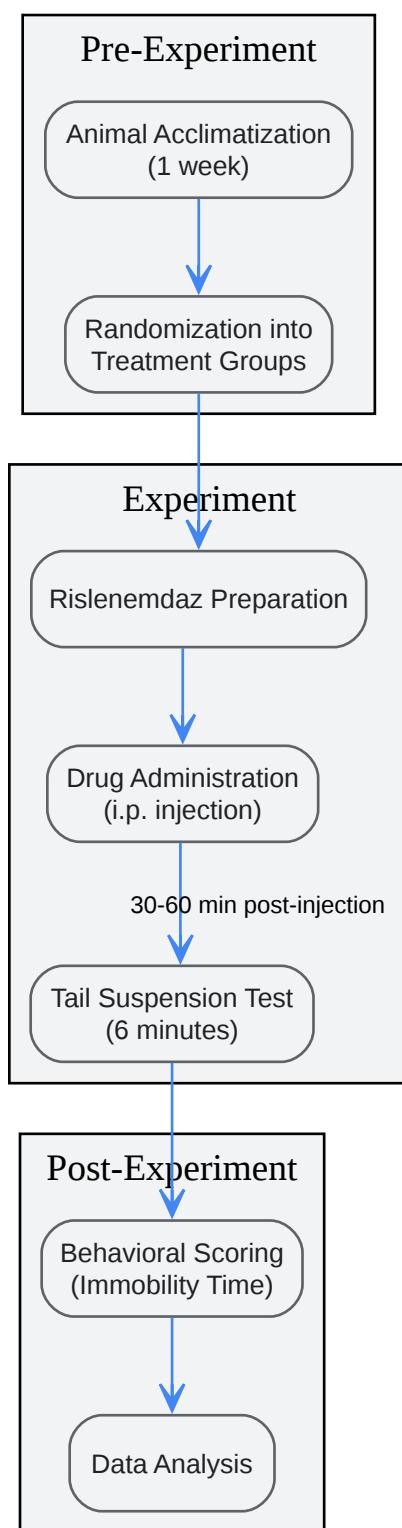 Pre-Experiment
Animal Acclimatization
(1 week)
Randomization into
Treatment Groups
Experiment
Rislenemdaz Preparation
Drug Administration
(i.p. injection)
30-60 min post-injection
Tail Suspension Test
(6 minutes)
Post-Experiment
Behavioral Scoring
(Immobility Time)
Data Analysis